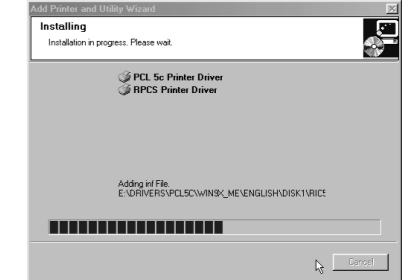 Add Printer and Utility Wizard
Installing
Installation in progress. Please wait.
PCL 5c Printer Driver
RPCS Printer Driver
Adding inf File.
E:\DRIVERS\PCL5C\WIN9X_ME\ENGLISH\DISK1\RIC5
Cancel